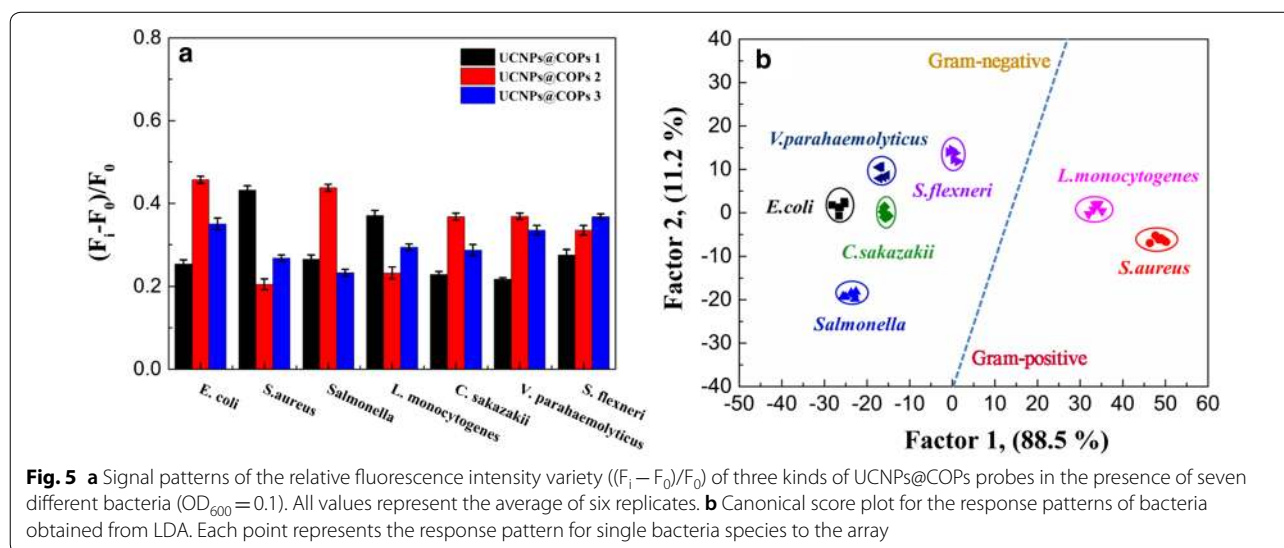 a
UCNPs@COPs 1
UCNPs@COPs 2
UCNPs@COPs 3
(Fi-F0)/F0
0.8
0.6
0.4
0.2
0.0
E. coli
S.aureus
Salmonella
L. monocytogenes
C. sakazakii
V. parahaemolyticus
S. flexneri
b
Gram-negative
V.parahaemolyticus
S.flexneri
L.monocytogenes
E.coli
C.sakazakii
S.aureus
Salmonella
Gram-positive
Factor 2, (11.2 %)
40
30
20
10
0
-10
-20
-30
-40
-50 -40 -30 -20 -10 0 10 20 30 40 50 60
Factor 1, (88.5 %)
Fig. 5 a Signal patterns of the relative fluorescence intensity variety ((Fi − F0)/F0) of three kinds of UCNPs@COPs probes in the presence of seven
different bacteria (OD600 = 0.1). All values represent the average of six replicates. b Canonical score plot for the response patterns of bacteria
obtained from LDA. Each point represents the response pattern for single bacteria species to the array